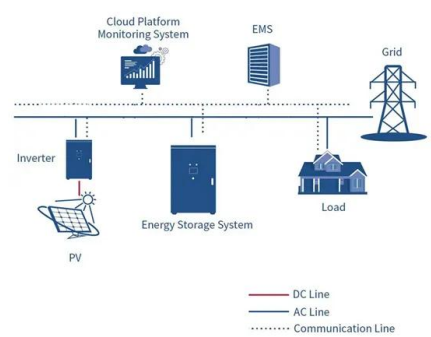 Cloud Platform
Monitoring System
EMS
Grid
Inverter
Energy Storage System
Load
PV
DC Line
AC Line
Communication Line